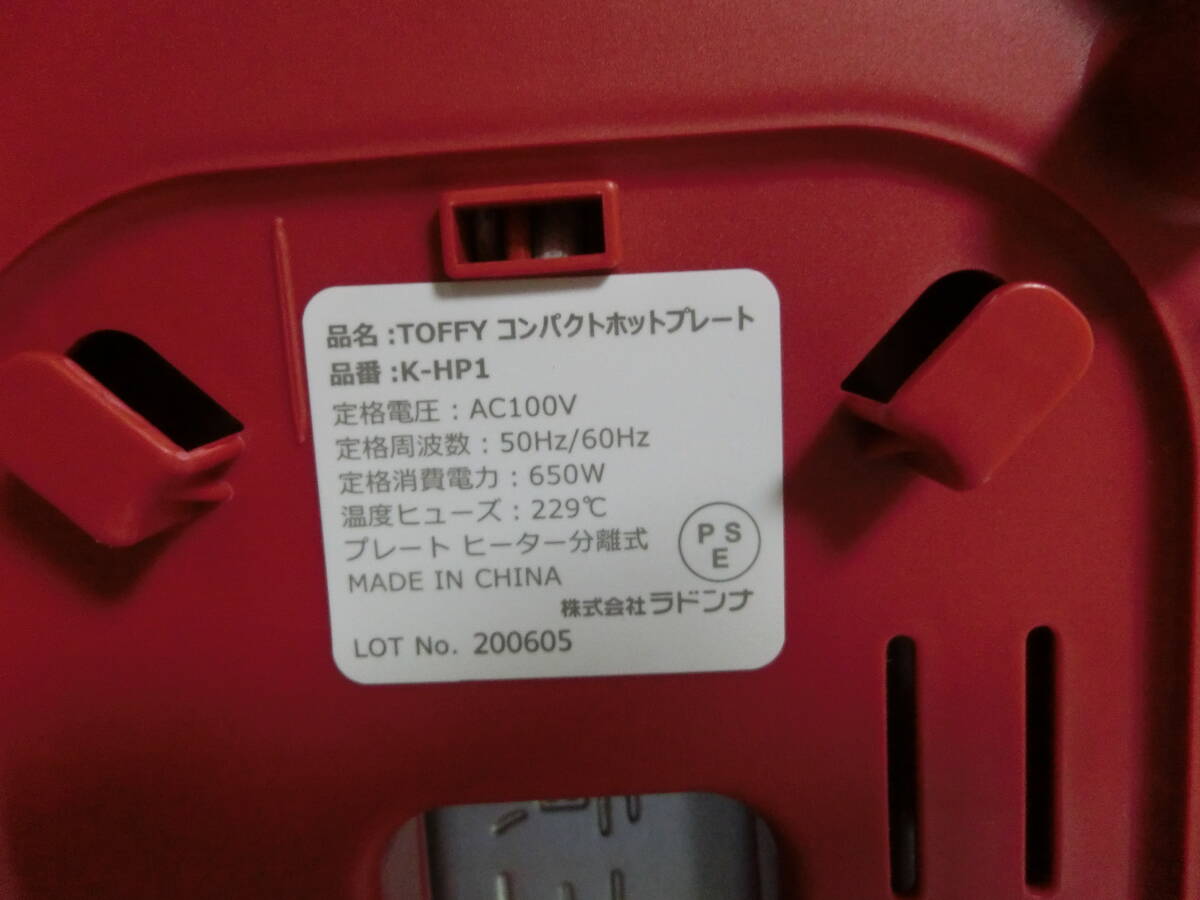 品名 :TOFFY コンパクトホットプレート
品番 :K-HP1
定格電圧 : AC100V
定格周波数 : 50Hz/60Hz
定格消費電力 : 650W
温度ヒューズ : 229℃
プレート ヒーター分離式
PSE
MADE IN CHINA
株式会社ラドンナ
LOT No. 200605